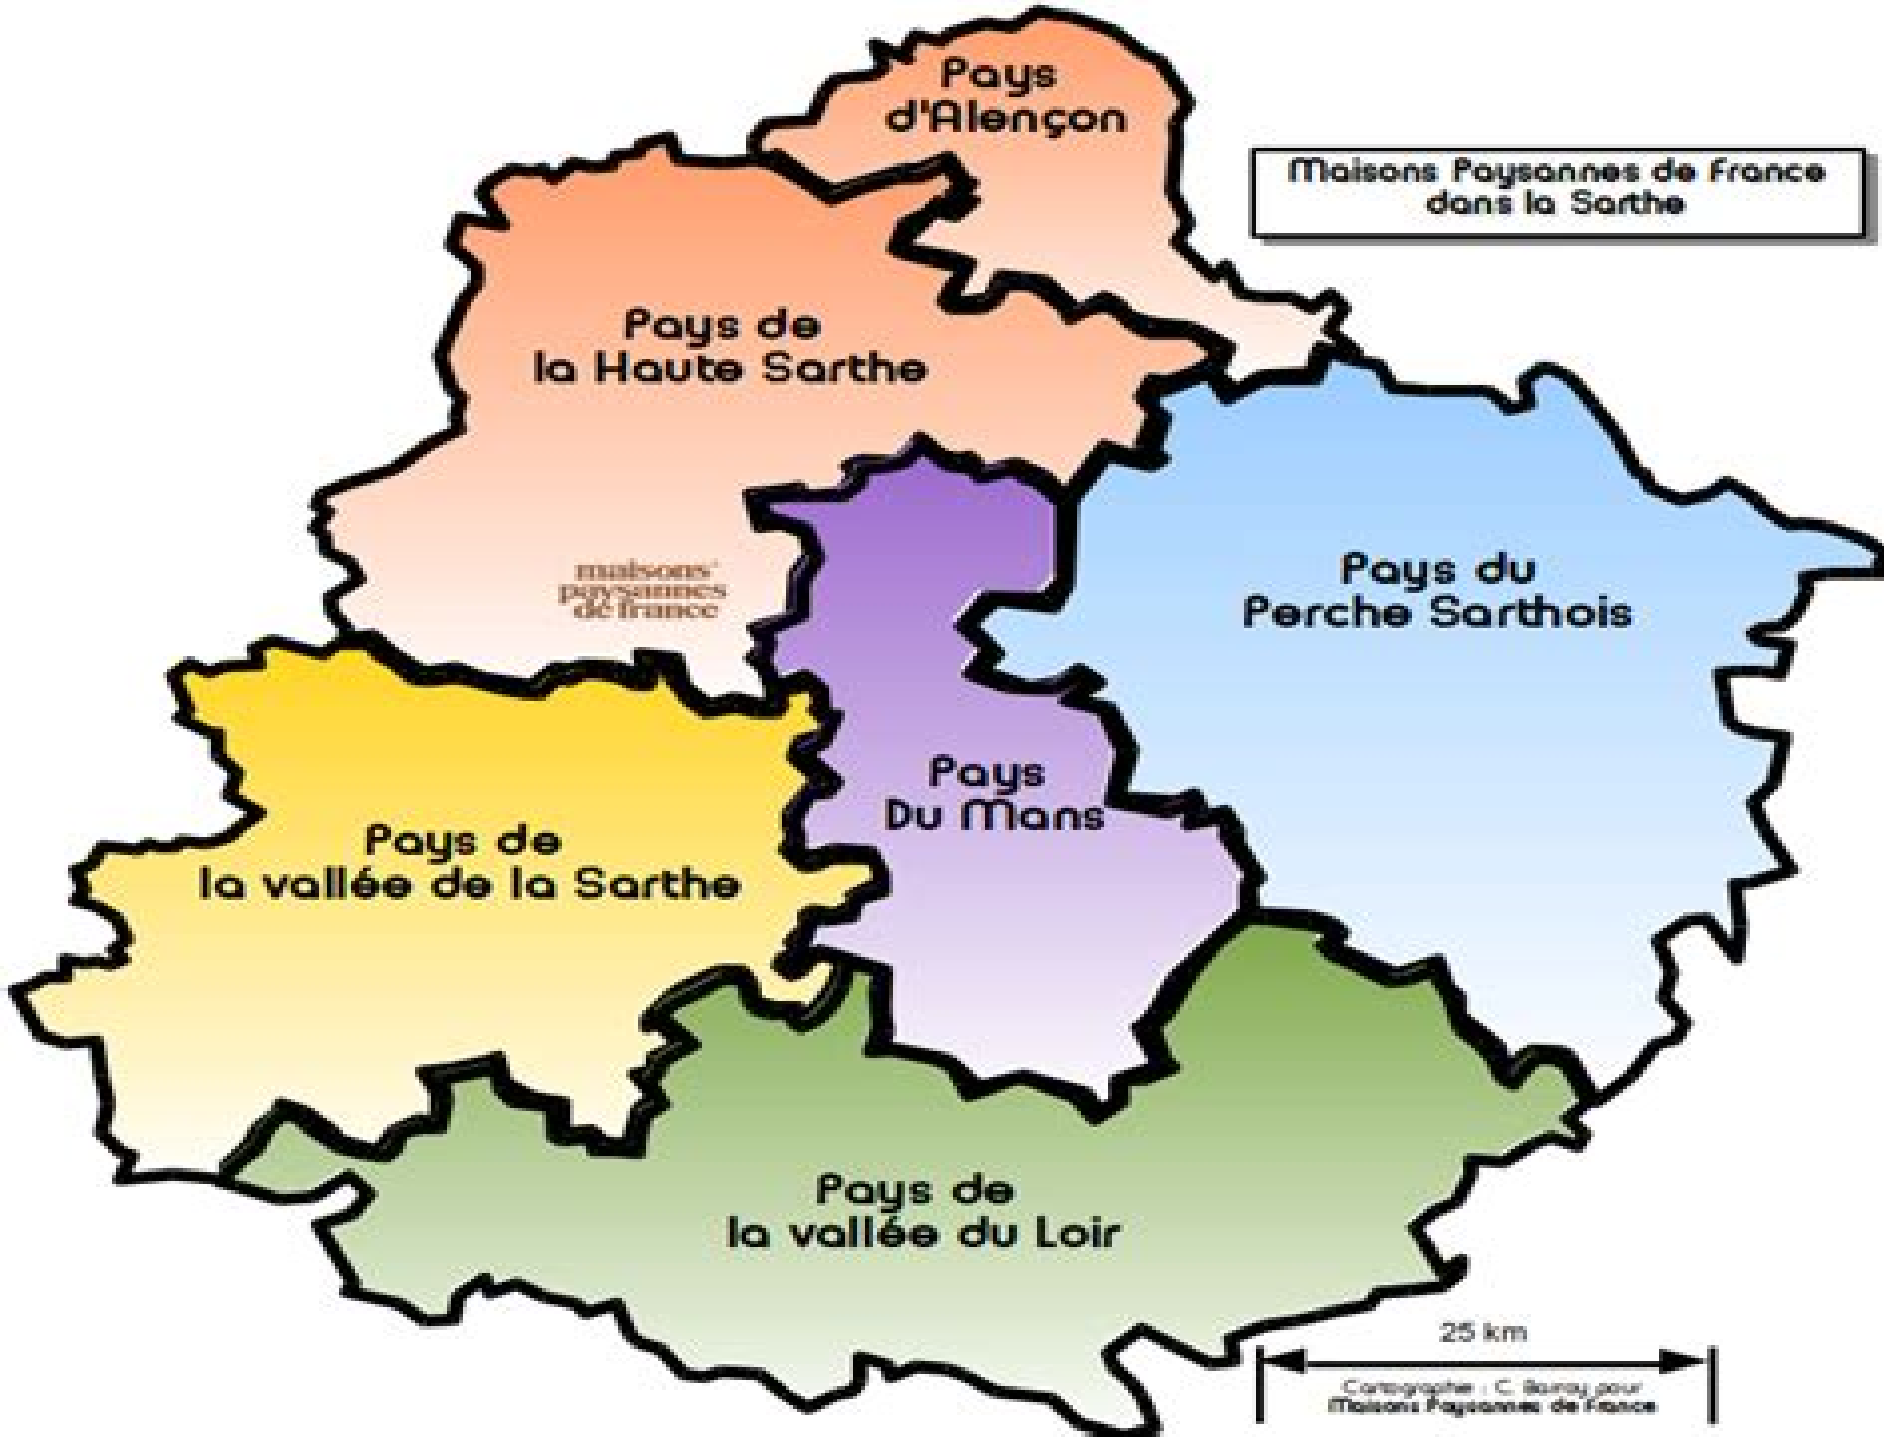 Pays
d'Alençon
Maisons Paysannes de France
dans la Sarthe
Pays de
la Haute Sarthe
maisons
paysannes
de france
Pays du
Perche Sarthois
Pays
Du Mans
Pays de
la vallée de la Sarthe
Pays de
la vallée du Loir
25 km
Cartographie : C. pour
Maisons Paysannes de France